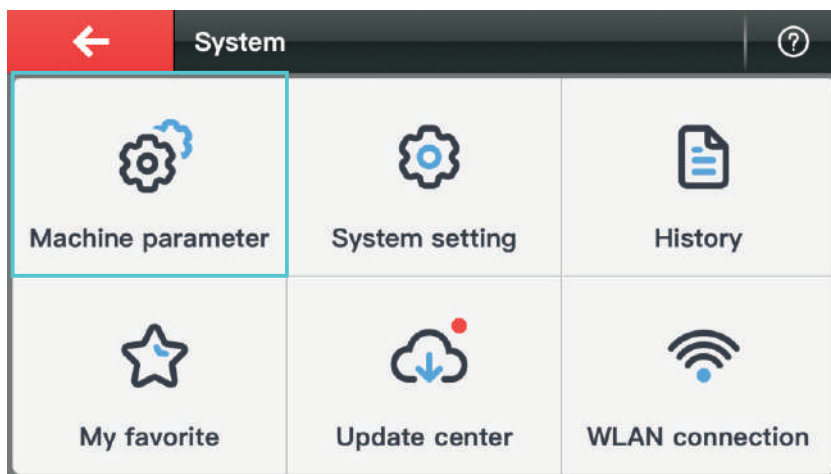 System
Machine parameter
System setting
History
My favorite
Update center
WLAN connection